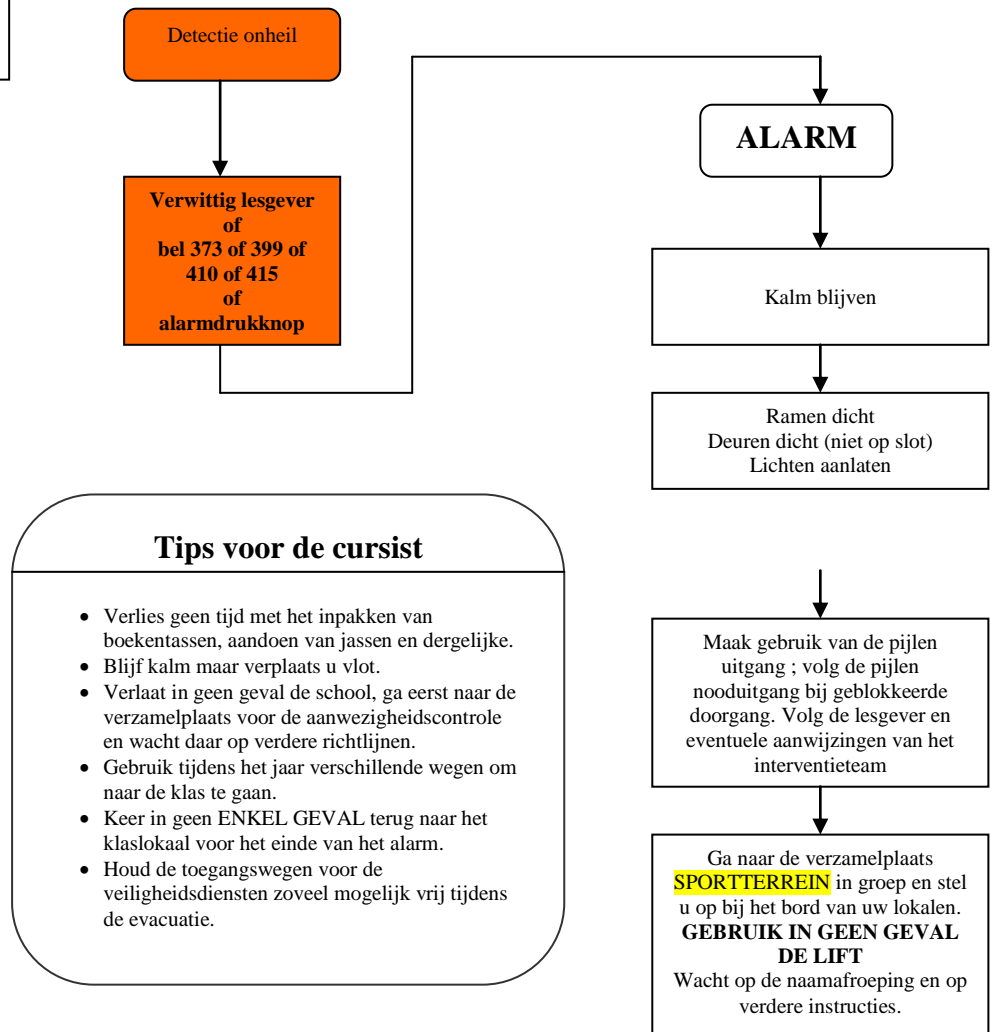 Detectie onheil
Verwittig lesgever
of
bel 373 of 399 of
410 of 415
of
alarmdrukknop
ALARM
Kalm blijven
Ramen dicht
Deuren dicht (niet op slot)
Lichten aanlaten
Maak gebruik van de pijlen
uitgang ; volg de pijlen
nooduitgang bij geblokkeerde
doorgang. Volg de lesgever en
eventuele aanwijzingen van het
interventieteam
Ga naar de verzamelplaats
SPORTTERREIN in groep en stel
u op bij het bord van uw lokalen.
GEBRUIK IN GEEN GEVAL
DE LIFT
Wacht op de naamafroeping en op
verdere instructies.
Tips voor de cursist
• Verlies geen tijd met het inpakken van
boekentassen, aandoen van jassen en dergelijke.
• Blijf kalm maar verplaats u vlot.
• Verlaat in geen geval de school, ga eerst naar de
verzamelplaats voor de aanwezigheidscontrole
en wacht daar op verdere richtlijnen.
• Gebruik tijdens het jaar verschillende wegen om
naar de klas te gaan.
• Keer in geen ENKEL GEVAL terug naar het
klaslokaal voor het einde van het alarm.
• Houd de toegangswegen voor de
veiligheidsdiensten zoveel mogelijk vrij tijdens
de evacuatie.